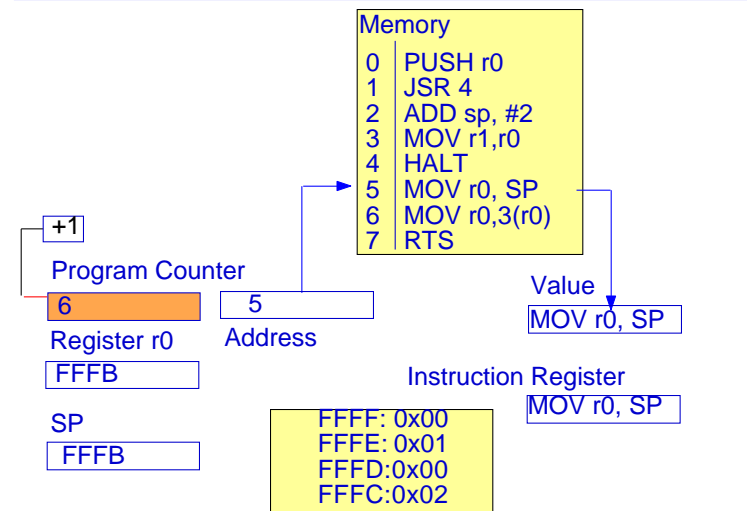 Memory
0 PUSH r0
1 JSR 4
2 ADD sp, #2
3 MOV r1,r0
4 HALT
5 MOV r0, SP
6 MOV r0,3(r0)
7 RTS
+1
Program Counter
6
5
Address
Value
MOV r0, SP
Register r0
FFFB
Instruction Register
MOV r0, SP
SP
FFFB
FFFF: 0x00
FFFE: 0x01
FFFD:0x00
FFFC:0x02